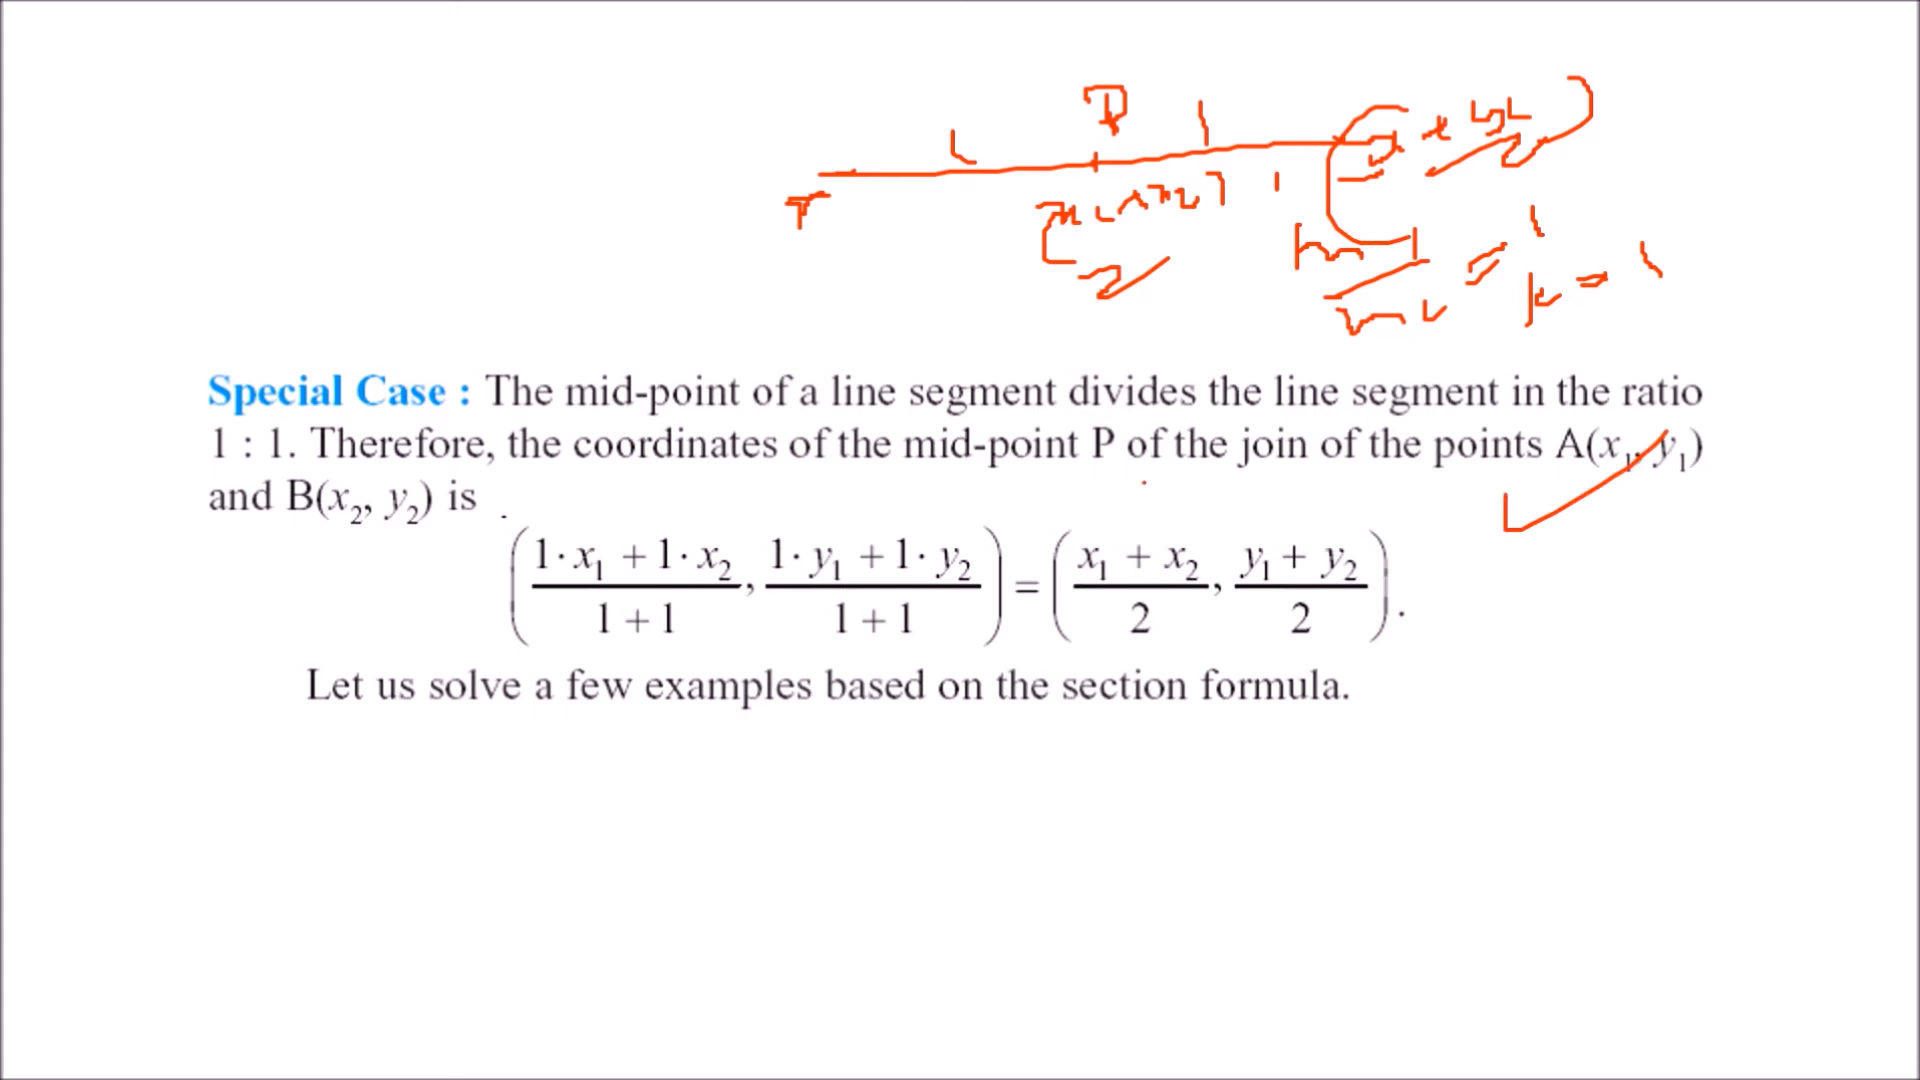 P
1
k = 1
Special Case : The mid-point of a line segment divides the line segment in the ratio
1 : 1. Therefore, the coordinates of the mid-point P of the join of the points A(x₁, y₁)
and B(x₂, y₂) is
(1·x₁ + 1·x₂ / 1 + 1, 1·y₁ + 1·y₂ / 1 + 1) = (x₁ + x₂ / 2, y₁ + y₂ / 2).
Let us solve a few examples based on the section formula.